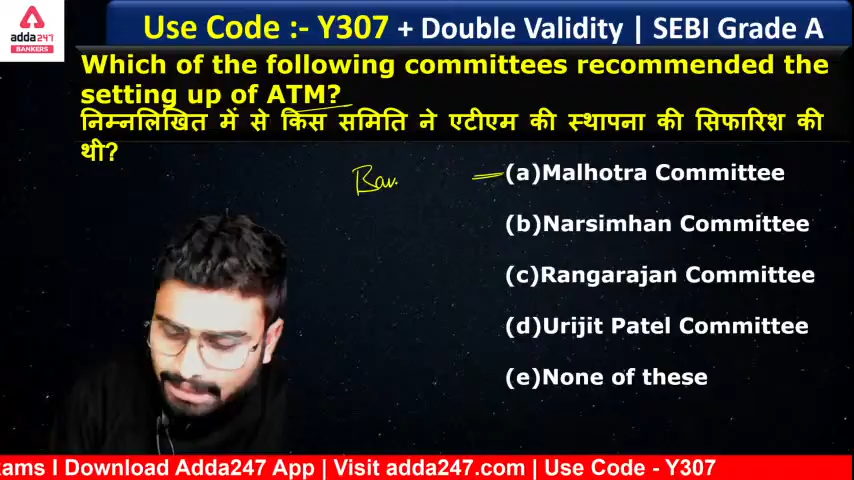 adda247
BANKERS
Use Code :- Y307 + Double Validity | SEBI Grade A
Which of the following committees recommended the
setting up of ATM?
निम्नलिखित में से किस समिति ने एटीएम की स्थापना की सिफारिश की
थी?
(a)Malhotra Committee
(b)Narsimhan Committee
(c)Rangarajan Committee
(d)Urijit Patel Committee
(e)None of these
xams I Download Adda247 App | Visit adda247.com | Use Code - Y307